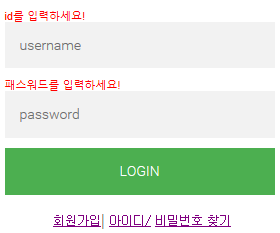 id를 입력하세요!
username
패스워드를 입력하세요!
password
LOGIN
회원가입| 아이디/ 비밀번호 찾기